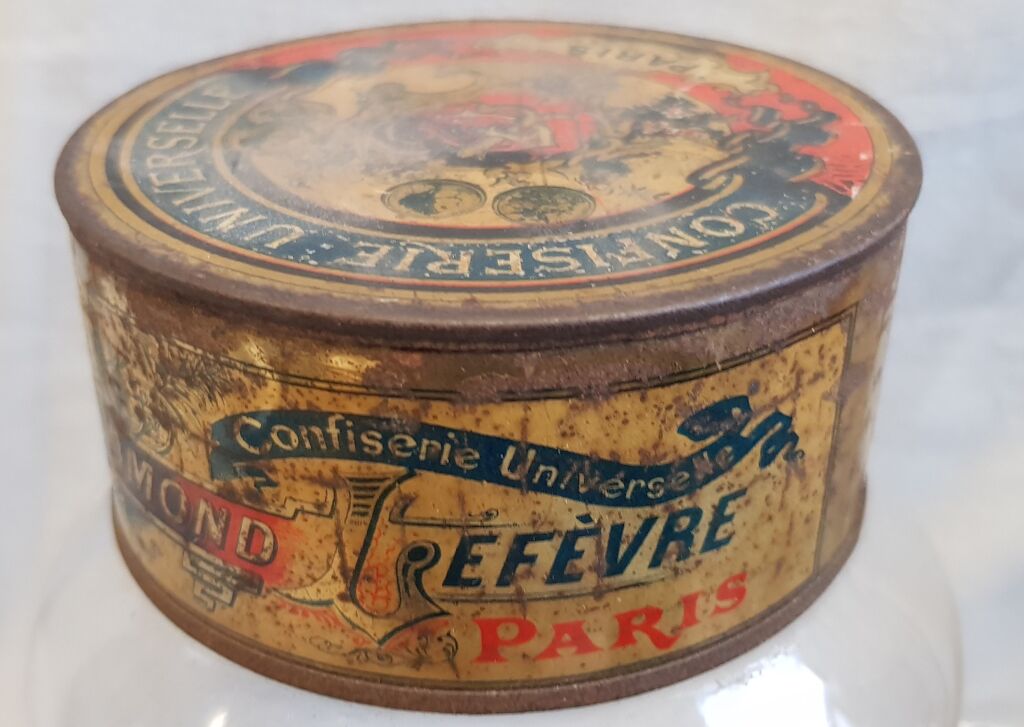 CONFISERIE · UNIVERSELLE
PARIS
Confiserie Universelle
MOND
LEFÈVRE
PARIS